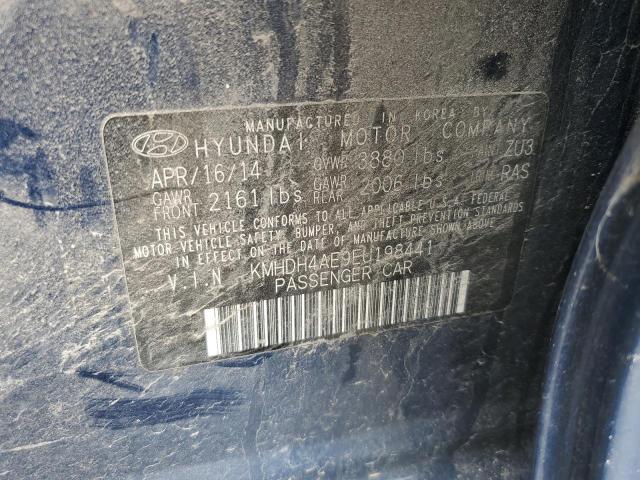 MANUFACTURED IN KOREA BY
HYUNDAI MOTOR COMPANY
APR/16/14 GVWR 3880 lbs ZU3
GAWR FRONT 2161 lbs GAWR REAR 2006 lbs RAS
THIS VEHICLE CONFORMS TO ALL APPLICABLE U.S.A. FEDERAL
MOTOR VEHICLE SAFETY, BUMPER, AND THEFT PREVENTION STANDARDS
IN EFFECT ON THE DATE OF MANUFACTURE SHOWN ABOVE.
V.I.N KMHDH4AE9EU198441
PASSENGER CAR